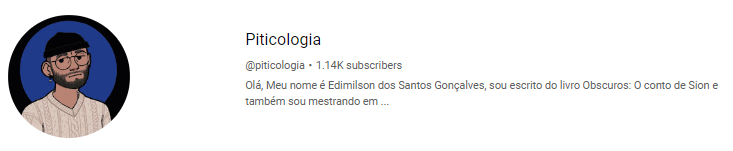 Piticologia
@piticologia • 1.14K subscribers
Olá, Meu nome é Edimilson dos Santos Gonçalves, sou escrito do livro Obscuros: O conto de Sion e
também sou mestrando em ...